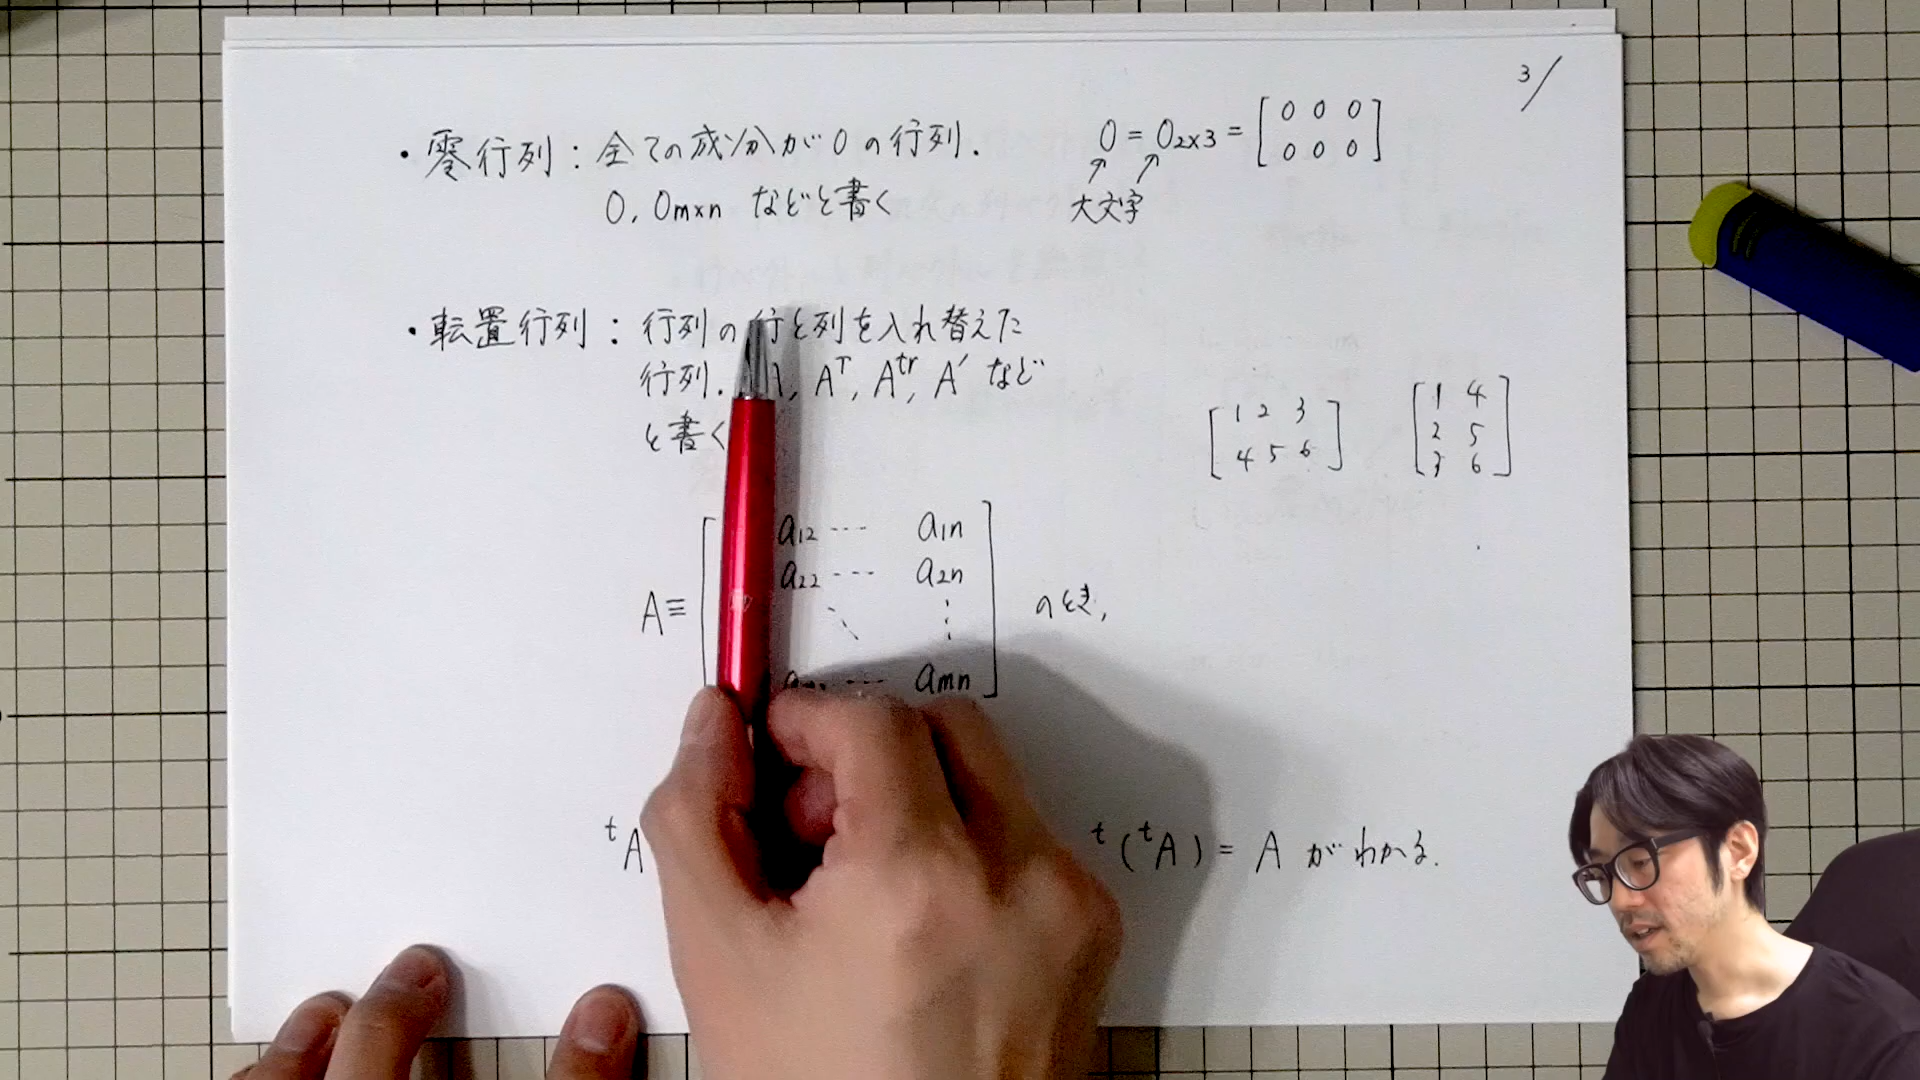 3/
・零行列：全ての成分が0の行列.
O, Om×n などと書く
O = O2×3 = [0 0 0
0 0 0]
大文字
・転置行列：行列の行と列を入れ替えた
行列. A, Aᵀ, Aᵗʳ, A′ など
と書く
[1 2 3
4 5 6]
[1 4
2 5
3 6]
a12 ---- a1n
a22 --- a2n
A≡ [ ⋱ ⋮ ] のとき,
--- amn
ᵗA
ᵗ(ᵗA) = A がわかる.